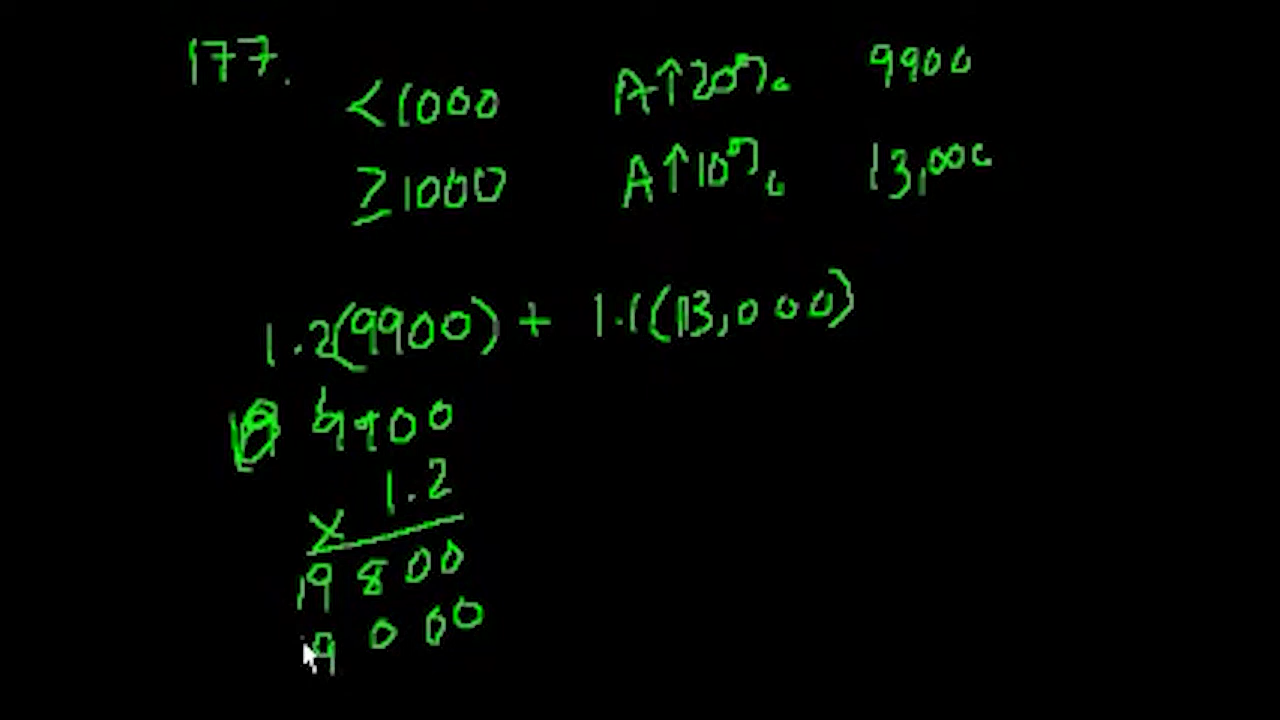 177.
<1000 A↑20% 9900
≥1000 A↑10% 13,000
1.2(9900) + 1.1(13,000)
9900
x 1.2
19800
9000